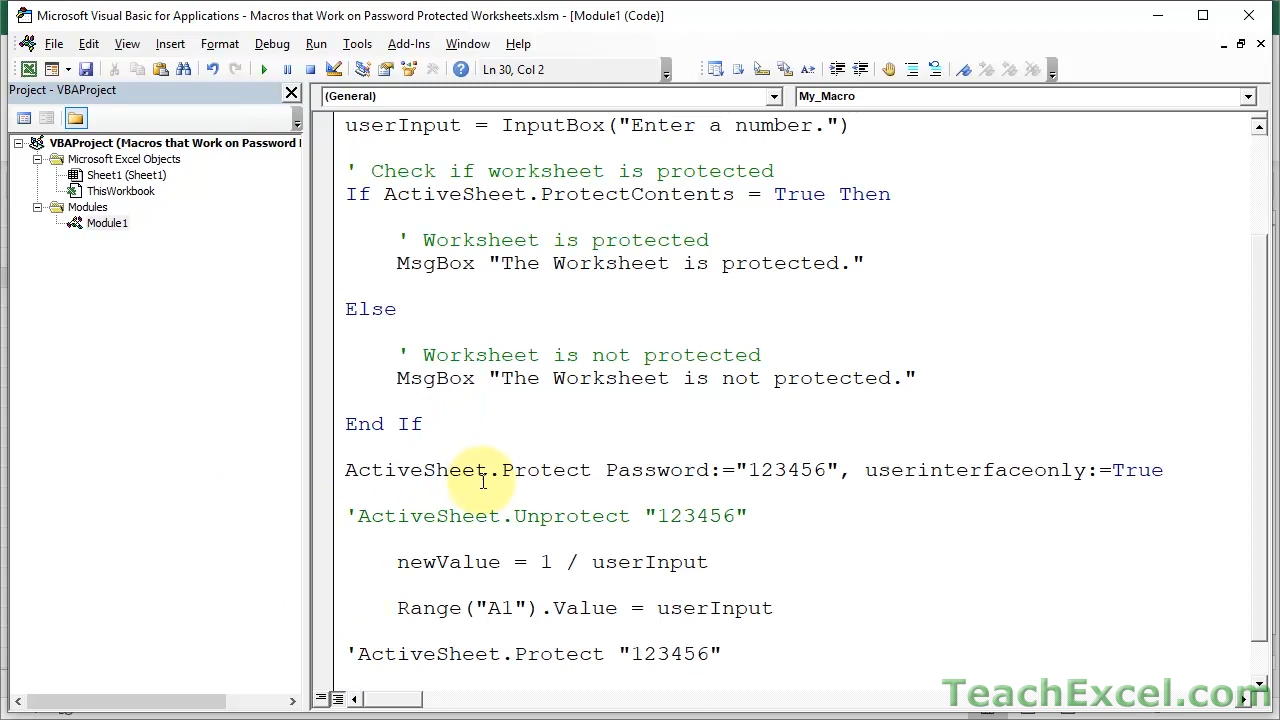 Microsoft Visual Basic for Applications - Macros that Work on Password Protected Worksheets.xlsm - [Module1 (Code)]
File Edit View Insert Format Debug Run Tools Add-Ins Window Help
Ln 30, Col 2
Project - VBAProject
(General) My_Macro
VBAProject (Macros that Work on Password
Microsoft Excel Objects
Sheet1 (Sheet1)
ThisWorkbook
Modules
Module1
userInput = InputBox("Enter a number.")
' Check if worksheet is protected
If ActiveSheet.ProtectContents = True Then
' Worksheet is protected
MsgBox "The Worksheet is protected."
Else
' Worksheet is not protected
MsgBox "The Worksheet is not protected."
End If
ActiveSheet.Protect Password:="123456", userinterfaceonly:=True
'ActiveSheet.Unprotect "123456"
newValue = 1 / userInput
Range("A1").Value = userInput
'ActiveSheet.Protect "123456"
TeachExcel.com